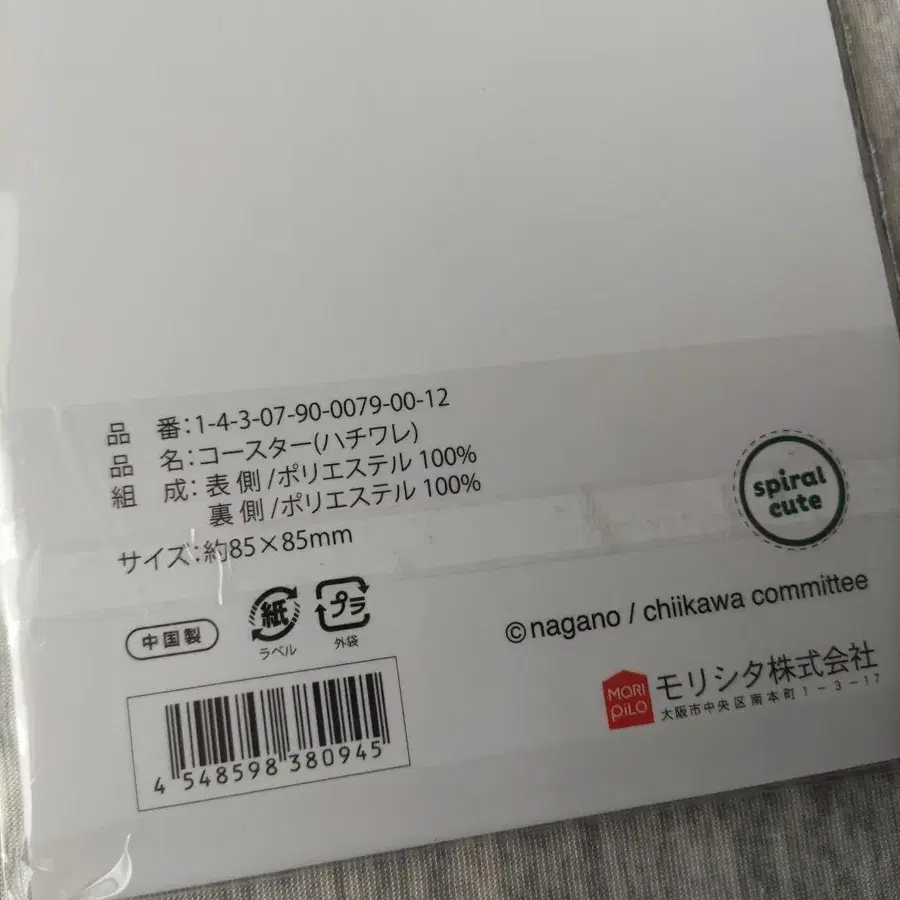 品 番:1-4-3-07-90-0079-00-12
品 名:コースター(ハチワレ)
組 成:表 側 /ポリエステル 100%
裏 側 /ポリエステル 100%
サイズ:約85×85mm
spiral
cute
中国製
紙
ラベル
プラ
外袋
©nagano / chiikawa committee
MORI
PiLO
モリシタ株式会社
大阪市中央区南本町1-3-17
4 548598 380945